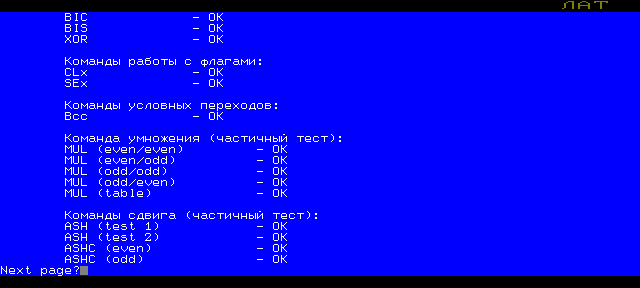 ЛАТ
BIC - OK
BIS - OK
XOR - OK
Команды работы с флагами:
CLx - OK
SEx - OK
Команды условных переходов:
Bcc - OK
Команда умножения (частичный тест):
MUL (even/even) - OK
MUL (even/odd) - OK
MUL (odd/odd) - OK
MUL (odd/even) - OK
MUL (table) - OK
Команды сдвига (частичный тест):
ASH (test 1) - OK
ASH (test 2) - OK
ASHC (even) - OK
ASHC (odd) - OK
Next page?